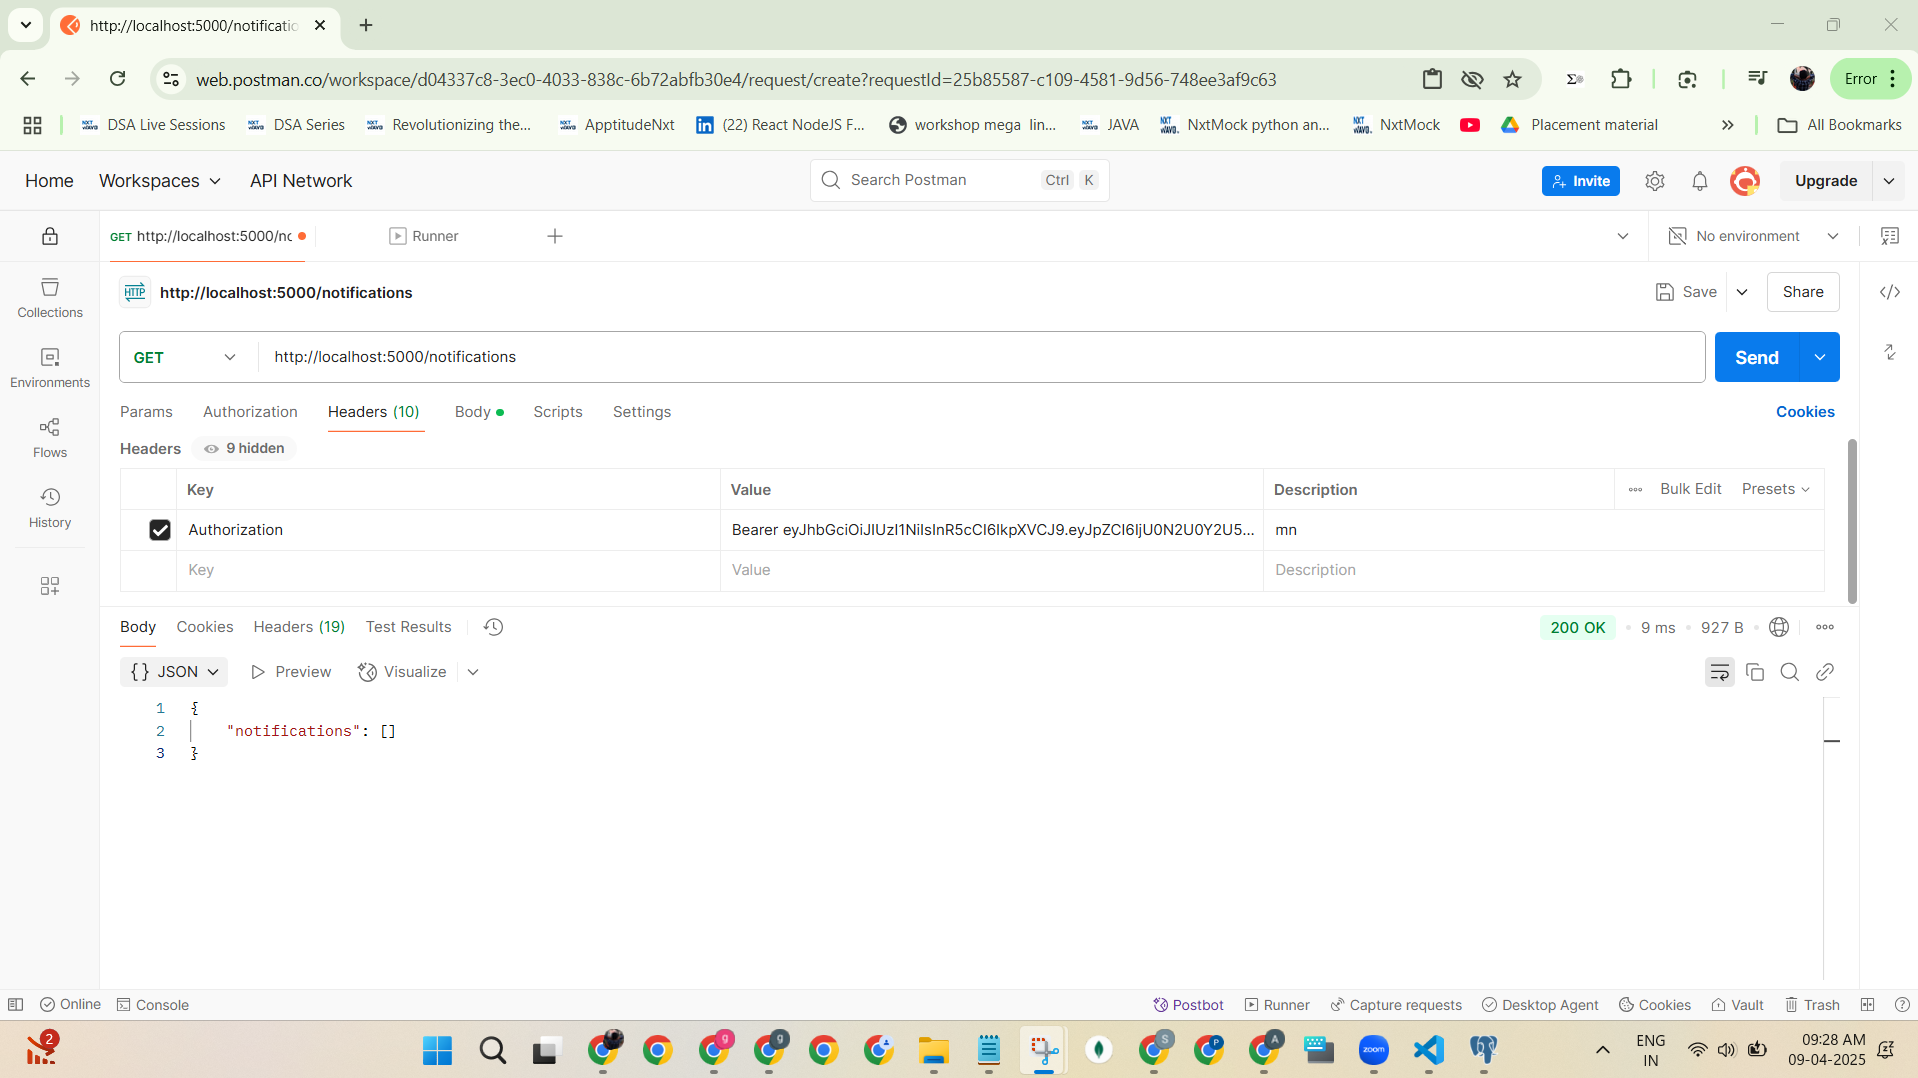 http://localhost:5000/notificatio
web.postman.co/workspace/d04337c8-3ec0-4033-838c-6b72abfb30e4/request/create?requestId=25b85587-c109-4581-9d56-748ee3af9c63
Error
DSA Live Sessions
DSA Series
Revolutionizing the...
ApptitudeNxt
(22) React NodeJS F...
workshop mega lin...
JAVA
NxtMock python an...
NxtMock
Placement material
All Bookmarks
Home
Workspaces
API Network
Search Postman
Ctrl
K
Invite
Upgrade
GET http://localhost:5000/nc
Runner
No environment
HTTP
http://localhost:5000/notifications
Save
Share
Collections
Environments
Flows
History
GET
http://localhost:5000/notifications
Send
Params
Authorization
Headers (10)
Body
Scripts
Settings
Cookies
Headers
9 hidden
Key
Value
Description
Bulk Edit
Presets
Authorization
Bearer eyJhbGciOiJIUzI1NiIsInR5cCI6IkpXVCJ9.eyJpZCI6IjU0N2U0Y2U5...
mn
Key
Value
Description
Body
Cookies
Headers (19)
Test Results
200 OK
9 ms
927 B
{} JSON
Preview
Visualize
1 {
2 "notifications": []
3 }
Online
Console
Postbot
Runner
Capture requests
Desktop Agent
Cookies
Vault
Trash
2
g
g
S
P
A
zoom
ENG
IN
09:28 AM
09-04-2025